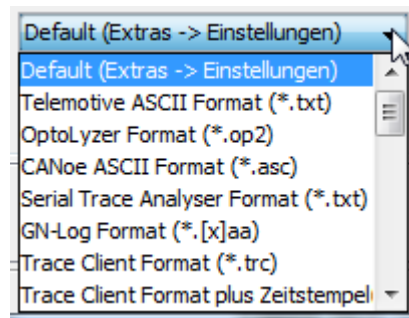 Default (Extras -> Einstellungen)
Default (Extras -> Einstellungen)
Telemotive ASCII Format (*.txt)
OptoLyzer Format (*.op2)
CANoe ASCII Format (*.asc)
Serial Trace Analyser Format (*.txt)
GN-Log Format (*.[x]aa)
Trace Client Format (*.trc)
Trace Client Format plus Zeitstempel